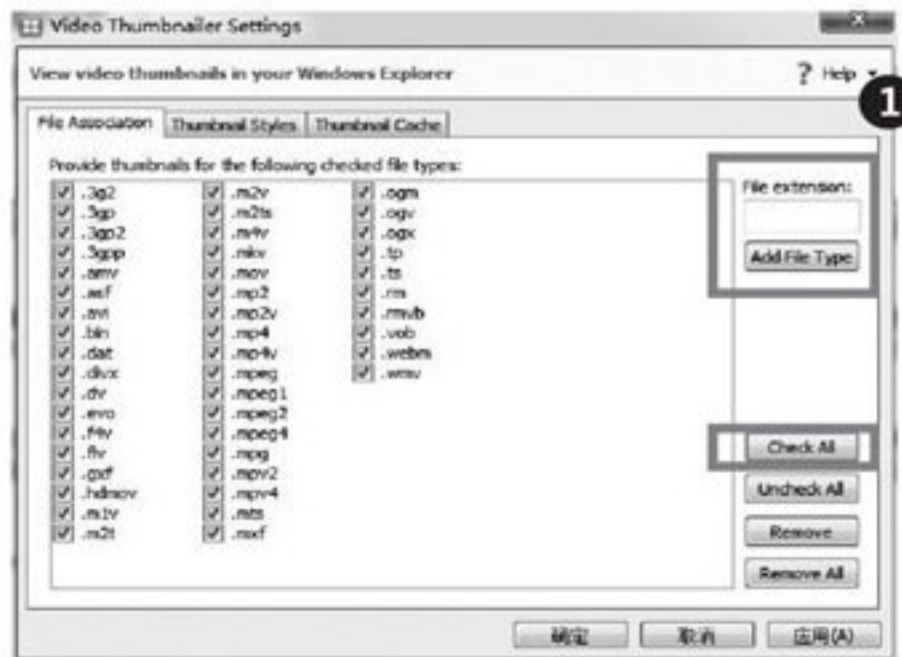 Video Thumbnailer Settings
View video thumbnails in your Windows Explorer
? Help
1
File Association
Thumbnail Styles
Thumbnail Cache
Provide thumbnails for the following checked file types:
.3g2
.3gp
.3gp2
.3gpp
.amv
.asf
.avi
.bin
.dat
.divx
.dv
.evo
.f4v
.flv
.gxf
.hdmov
.m1v
.m2t
.m2v
.m2ts
.m4v
.mkv
.mov
.mp2
.mp2v
.mp4
.mp4v
.mpeg
.mpeg1
.mpeg2
.mpeg4
.mpg
.mpv2
.mpv4
.mts
.mxf
.ogm
.ogv
.ogx
.tp
.ts
.rm
.rmvb
.vob
.webm
.wmv
File extension:
Add File Type
Check All
Uncheck All
Remove
Remove All
确定
取消
应用(A)